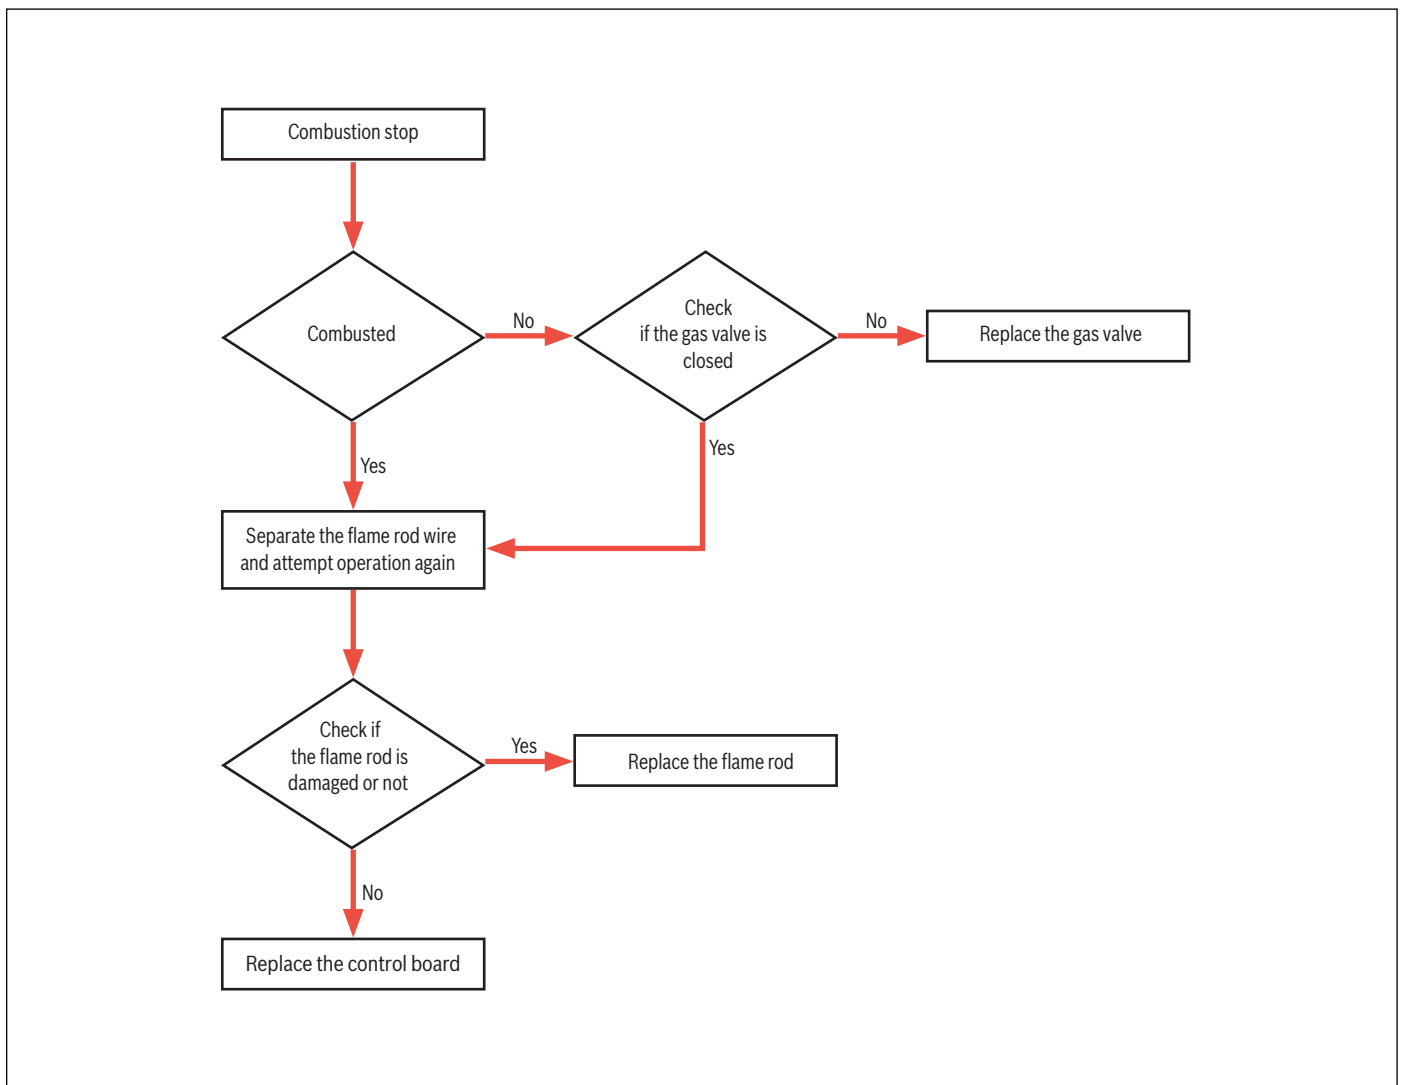 Combustion stop
Combusted
No
Check
if the gas valve is
closed
No
Replace the gas valve
Yes
Yes
Separate the flame rod wire
and attempt operation again
Check if
the flame rod is
damaged or not
Yes
Replace the flame rod
No
Replace the control board